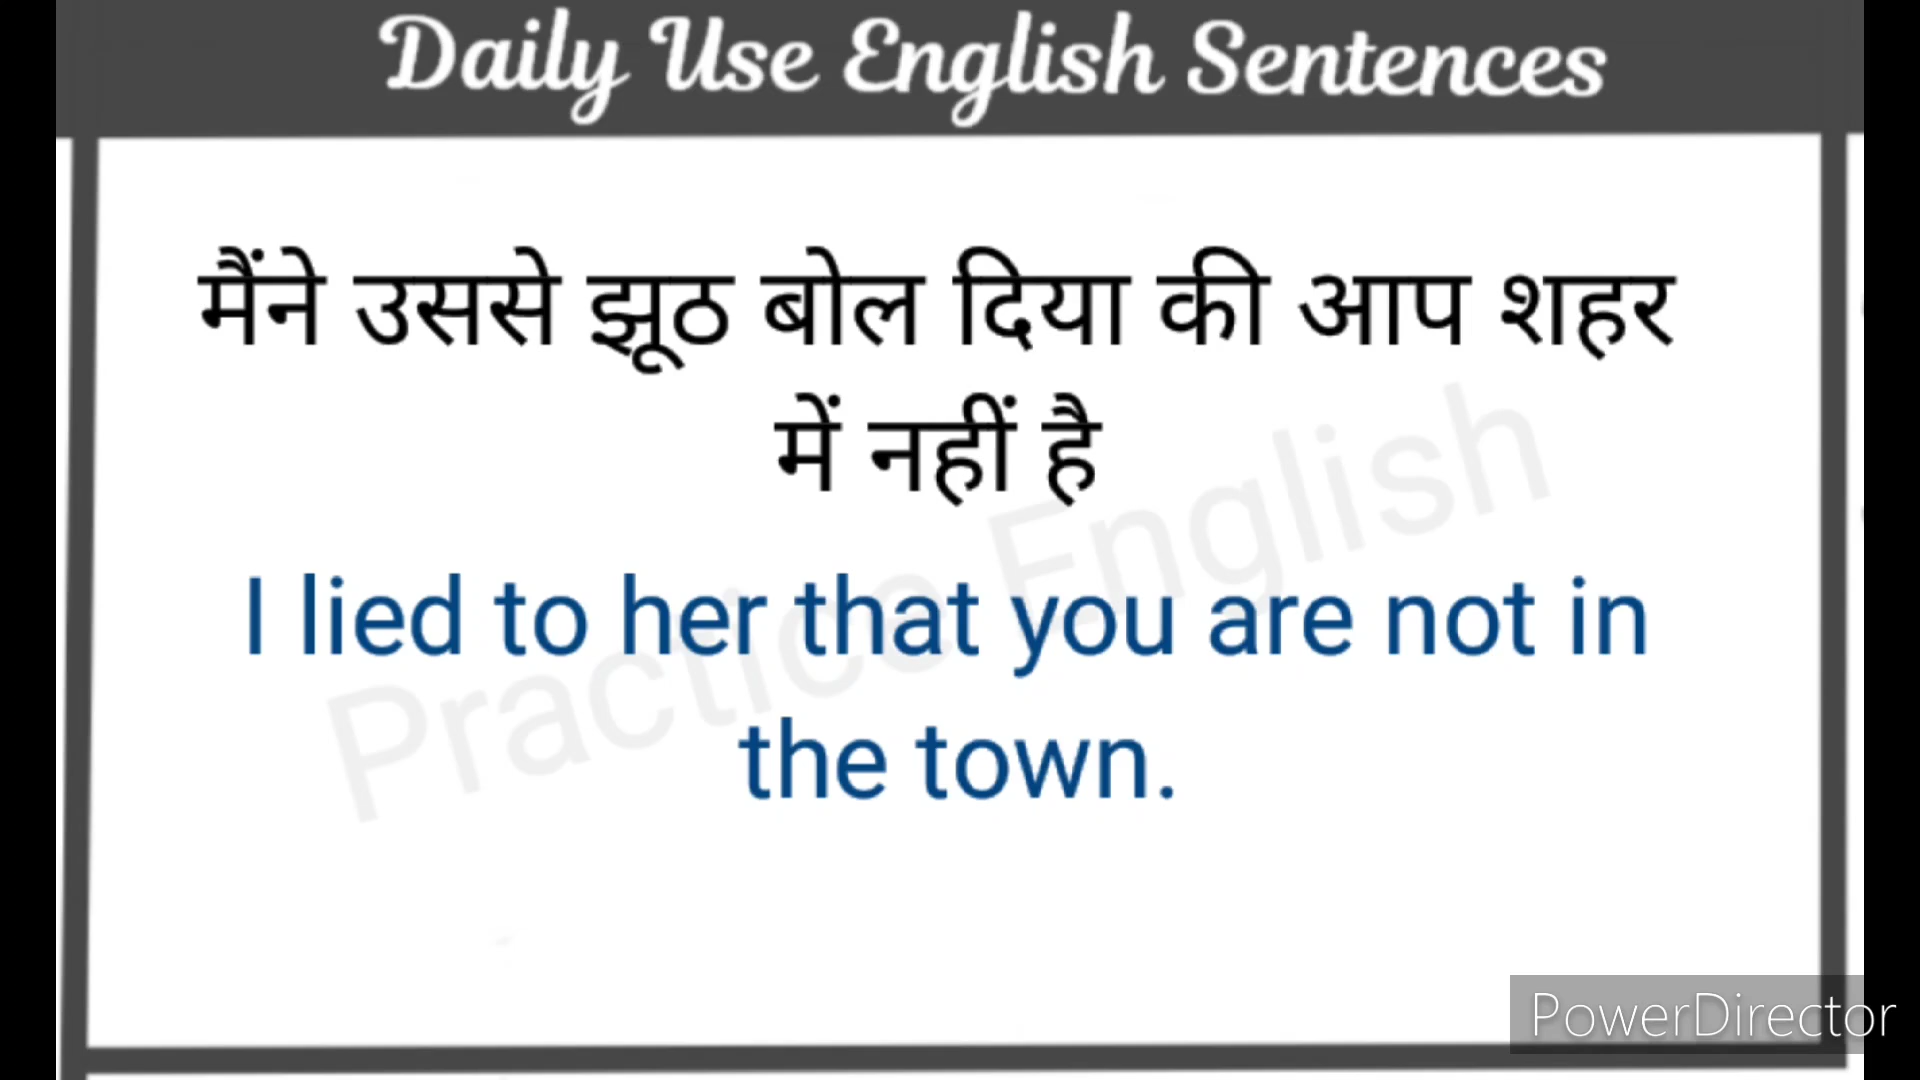 Daily Use English Sentences
मैंने उससे झूठ बोल दिया की आप शहर
में नहीं है
I lied to her that you are not in
the town.
Practice English
PowerDirector